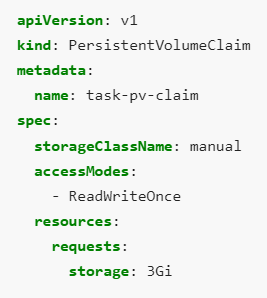 apiVersion: v1
kind: PersistentVolumeClaim
metadata:
  name: task-pv-claim
spec:
  storageClassName: manual
  accessModes:
    - ReadWriteOnce
  resources:
    requests:
      storage: 3Gi